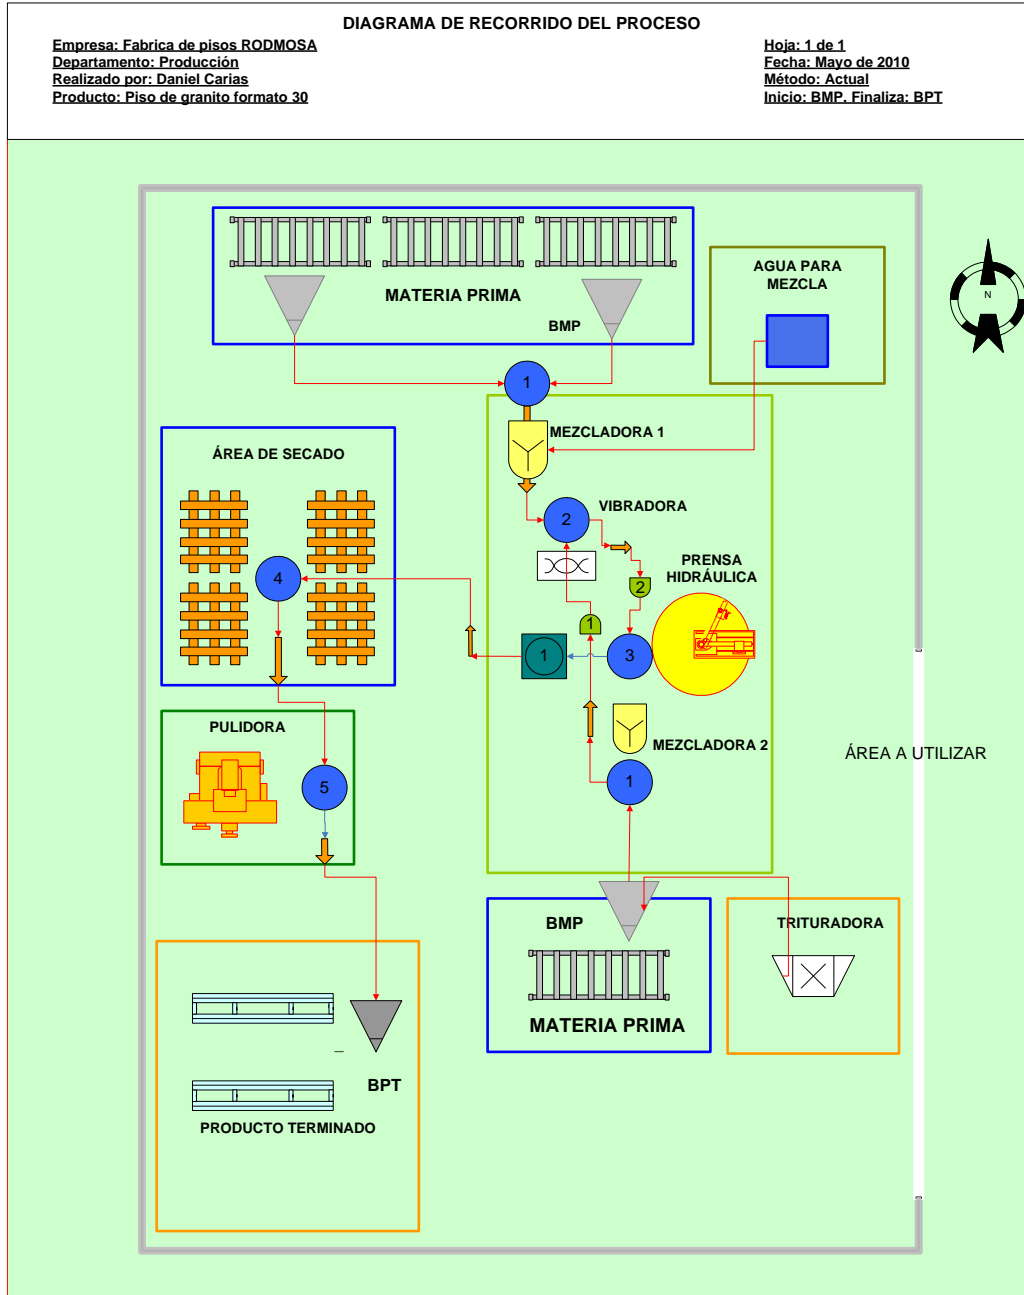 DIAGRAMA DE RECORRIDO DEL PROCESO
Empresa: Fabrica de pisos RODMOSA
Departamento: Producción
Realizado por: Daniel Carias
Producto: Piso de granito formato 30
Hoja: 1 de 1
Fecha: Mayo de 2010
Método: Actual
Inicio: BMP. Finaliza: BPT
MATERIA PRIMA
BMP
AGUA PARA
MEZCLA
N
1
MEZCLADORA 1
ÁREA DE SECADO
VIBRADORA
2
PRENSA
HIDRÁULICA
4
2
1
1
3
PULIDORA
MEZCLADORA 2
ÁREA A UTILIZAR
5
1
BMP
TRITURADORA
MATERIA PRIMA
BPT
PRODUCTO TERMINADO